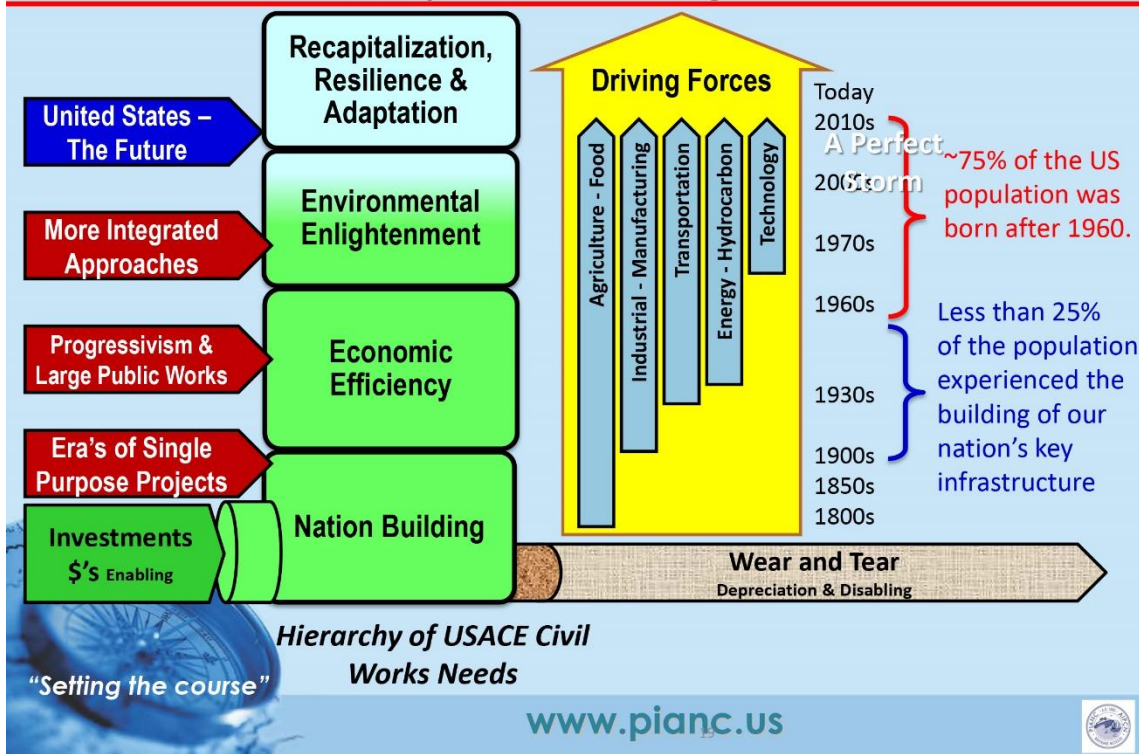 Recapitalization,
Resilience &
Adaptation
United States –
The Future
Environmental
Enlightenment
More Integrated
Approaches
Economic
Efficiency
Progressivism &
Large Public Works
Era's of Single
Purpose Projects
Nation Building
Investments
$'s Enabling
Driving Forces
Agriculture - Food
Industrial - Manufacturing
Transportation
Energy - Hydrocarbon
Technology
Today
2010s
2000s
1970s
1960s
1930s
1900s
1850s
1800s
A Perfect
Storm
~75% of the US
population was
born after 1960.
Less than 25%
of the population
experienced the
building of our
nation's key
infrastructure
Wear and Tear
Depreciation & Disabling
Hierarchy of USACE Civil
Works Needs
"Setting the course"
www.pianc.us